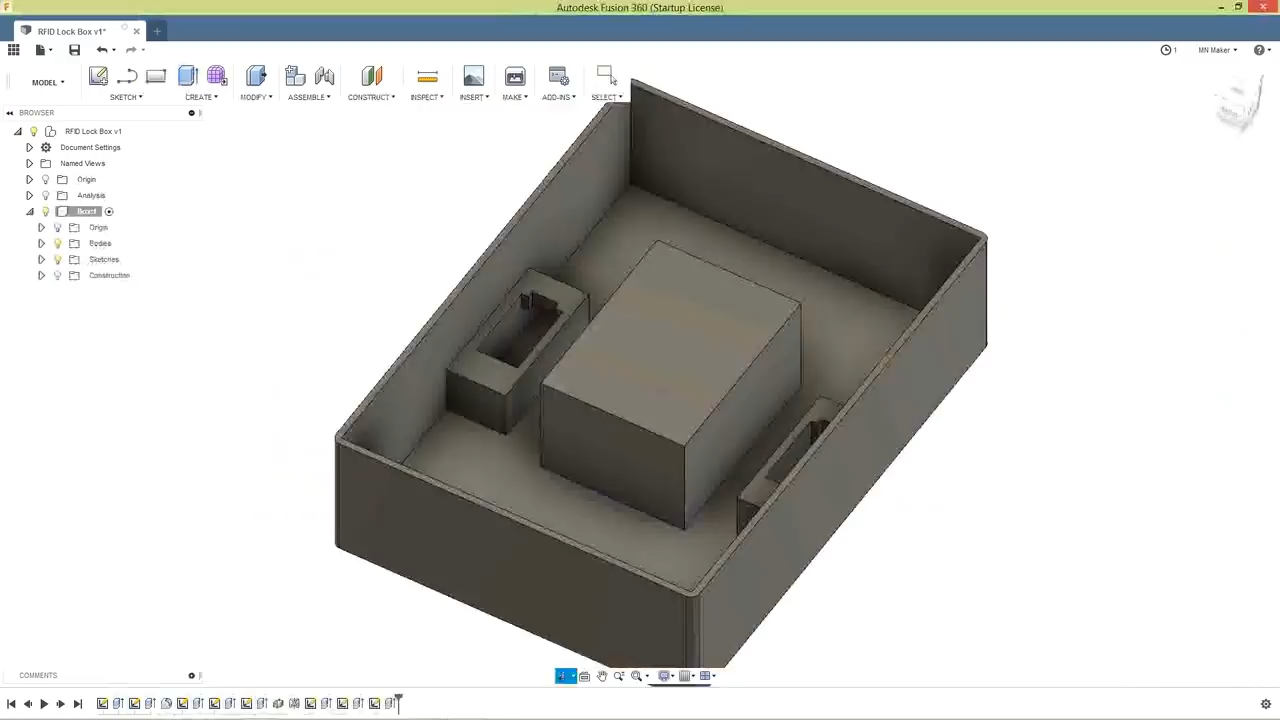 Autodesk Fusion 360 (Startup License)
RFID Lock Box v1*
1 MN Maker
MODEL
SKETCH CREATE MODIFY ASSEMBLE CONSTRUCT INSPECT INSERT MAKE ADD-INS SELECT
BROWSER
RFID Lock Box v1
Document Settings
Named Views
Origin
Analysis
Origin
Bodies
Sketches
Construction
COMMENTS